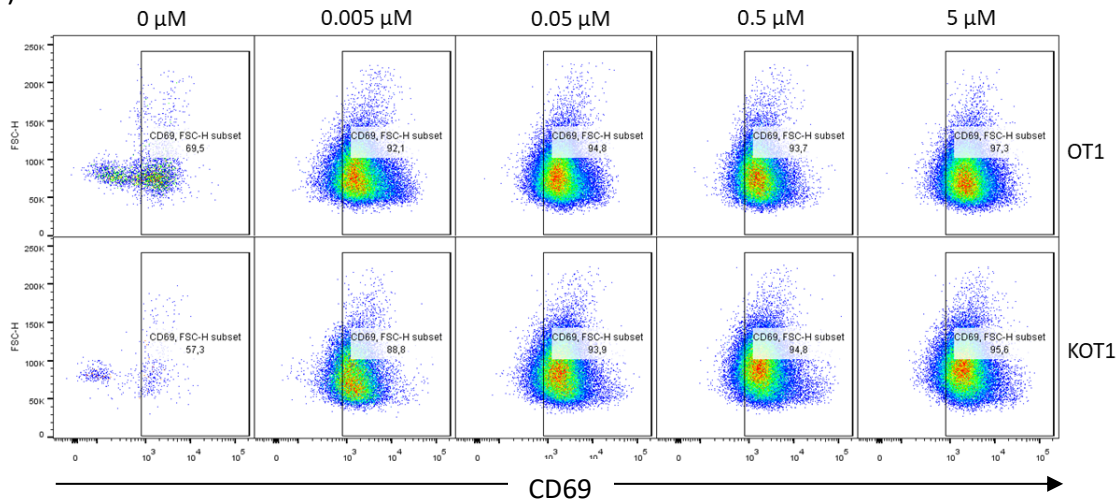 )
0 µM 0.005 µM 0.05 µM 0.5 µM 5 µM
250K
200K
150K
100K
50K
0
FSC-H
CD69, FSC-H subset
69,5
CD69, FSC-H subset
92,1
CD69, FSC-H subset
94,8
CD69, FSC-H subset
93,7
CD69, FSC-H subset
97,3
OT1
250K
200K
150K
100K
50K
0
FSC-H
CD69, FSC-H subset
57,3
CD69, FSC-H subset
88,8
CD69, FSC-H subset
93,9
CD69, FSC-H subset
94,8
CD69, FSC-H subset
95,6
KOT1
0 10³ 10⁴ 10⁵ 0 10³ 10⁴ 10⁵ 0 10³ 10⁴ 10⁵ 0 10³ 10⁴ 10⁵ 0 10³ 10⁴ 10⁵
CD69